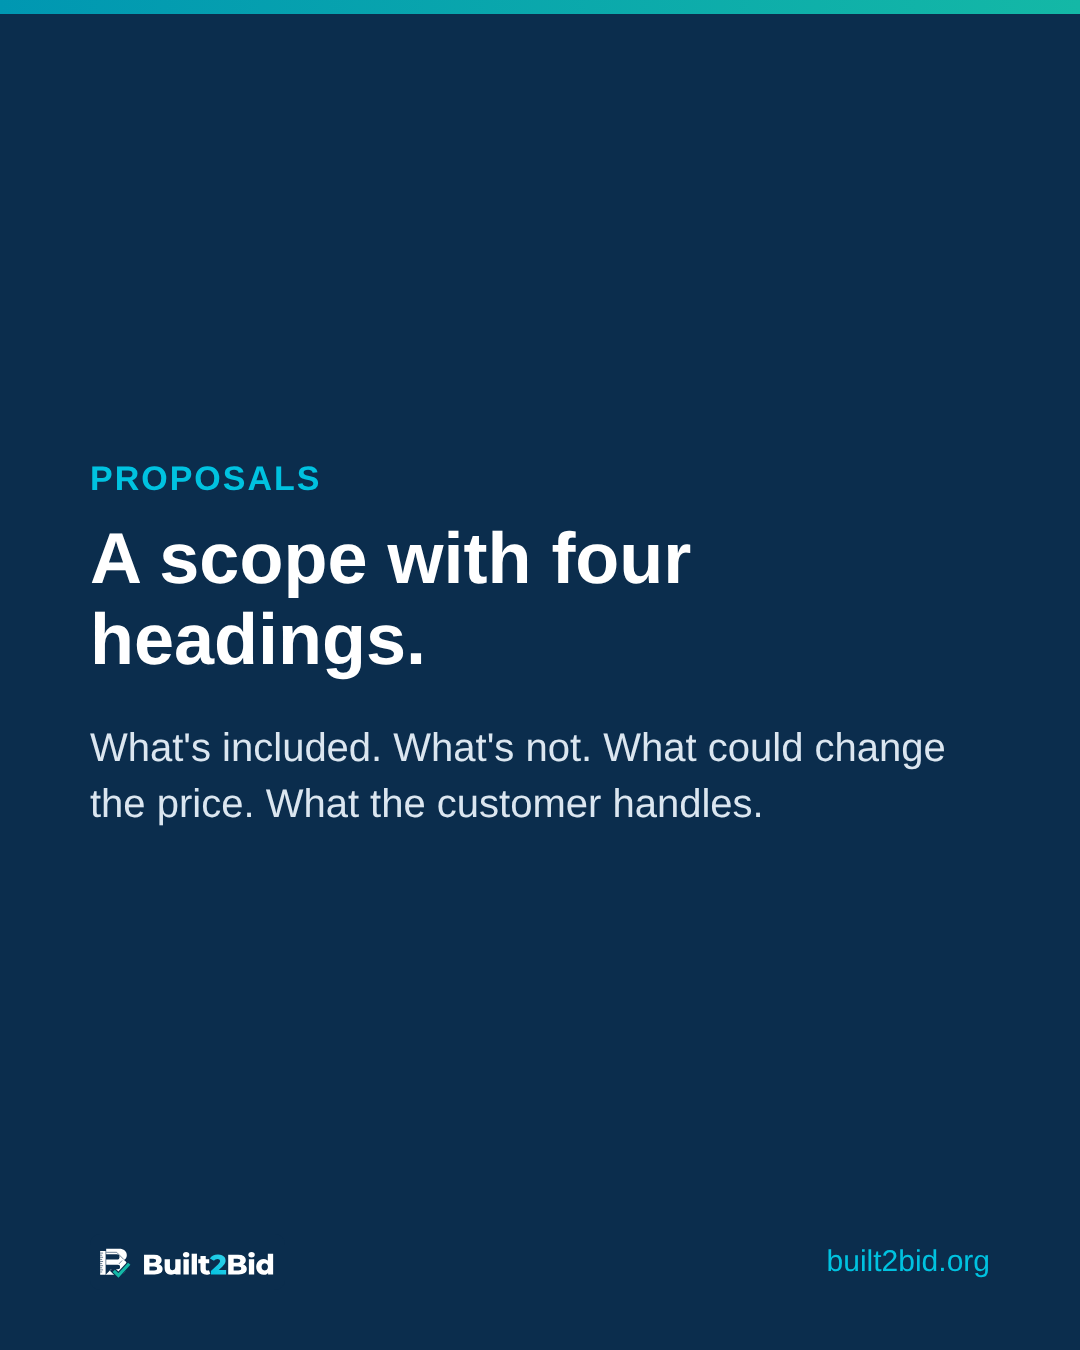 PROPOSALS
A scope with four
headings.
What's included. What's not. What could change
the price. What the customer handles.
Built2Bid
built2bid.org